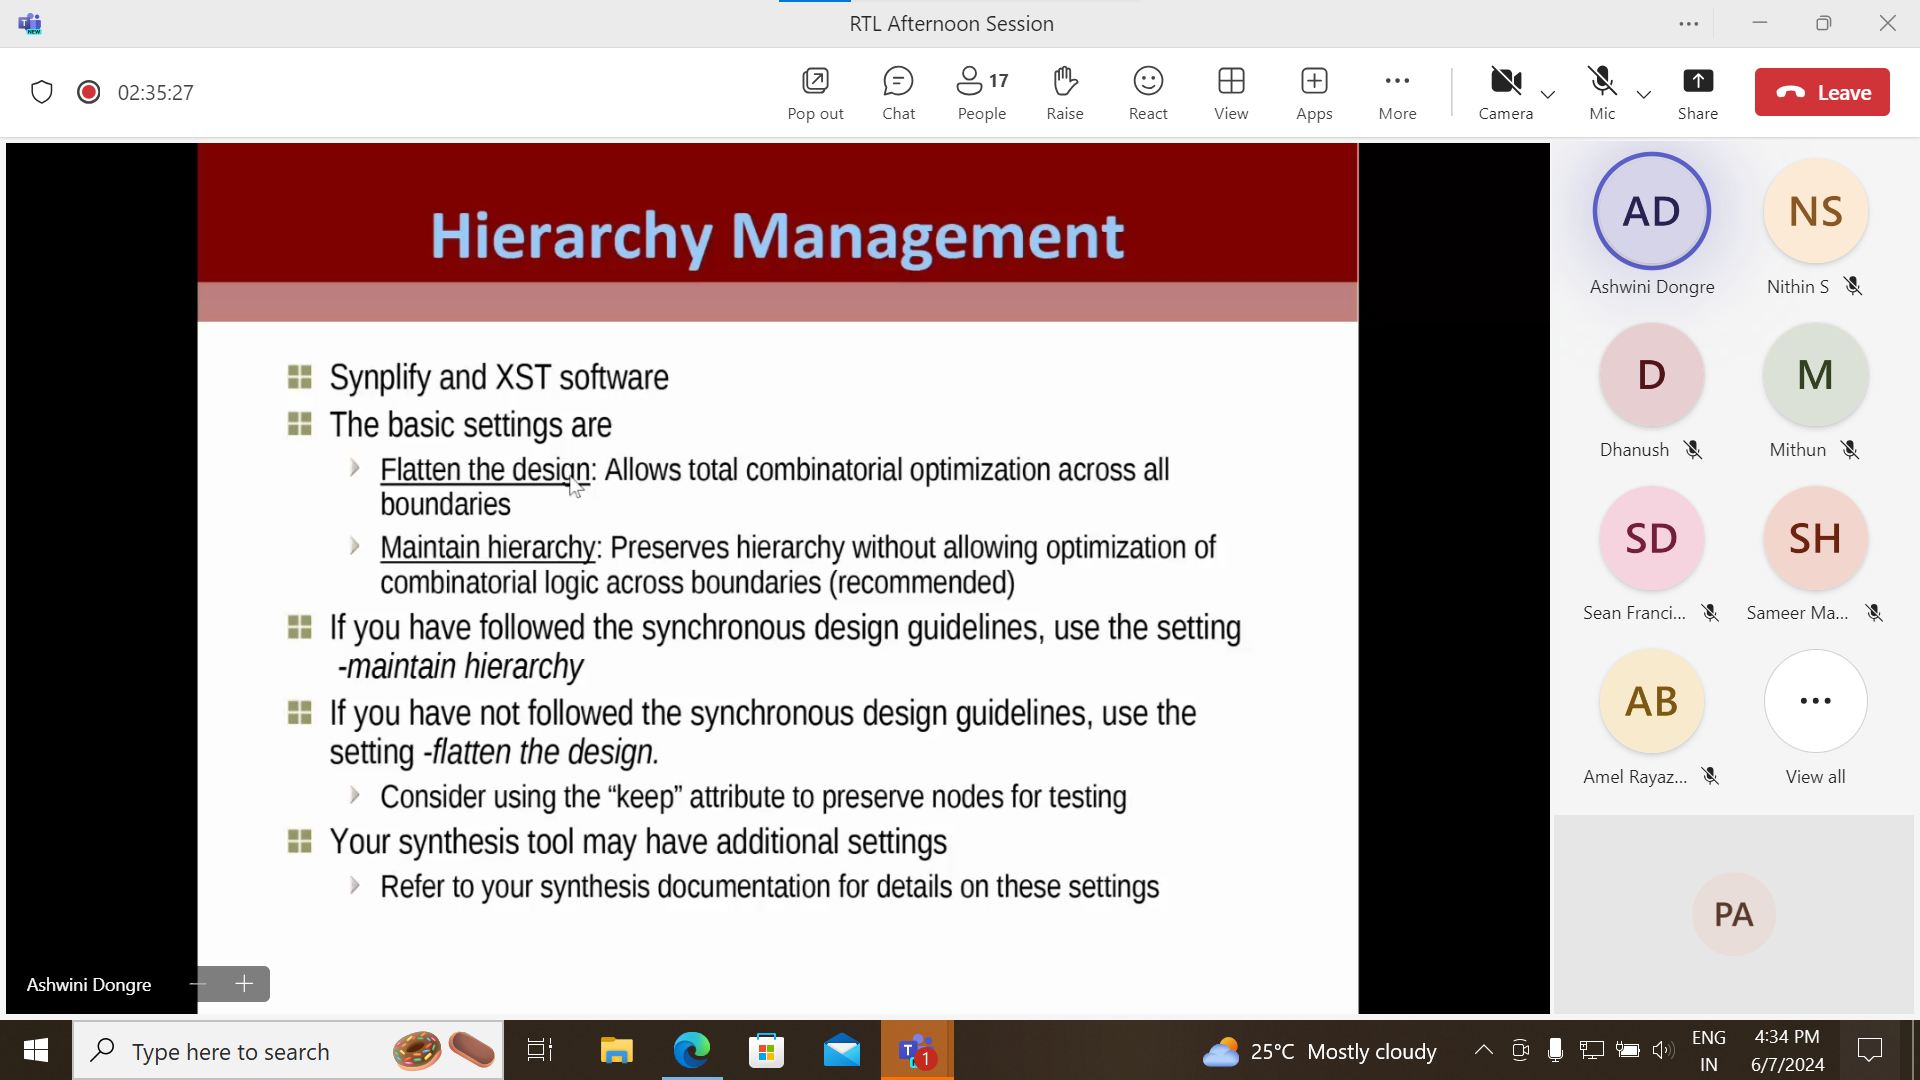 NEW
RTL Afternoon Session
02:35:27
Pop out
Chat
17
People
Raise
React
View
Apps
More
Camera
Mic
Share
Leave
Hierarchy Management
Synplify and XST software
The basic settings are
Flatten the design: Allows total combinatorial optimization across all
boundaries
Maintain hierarchy: Preserves hierarchy without allowing optimization of
combinatorial logic across boundaries (recommended)
If you have followed the synchronous design guidelines, use the setting
-maintain hierarchy
If you have not followed the synchronous design guidelines, use the
setting -flatten the design.
Consider using the “keep” attribute to preserve nodes for testing
Your synthesis tool may have additional settings
Refer to your synthesis documentation for details on these settings
Ashwini Dongre
AD
NS
Ashwini Dongre
Nithin S
D
M
Dhanush
Mithun
SD
SH
Sean Franci...
Sameer Ma...
AB
Amel Rayaz...
View all
PA
Type here to search
1
25°C Mostly cloudy
ENG
IN
4:34 PM
6/7/2024